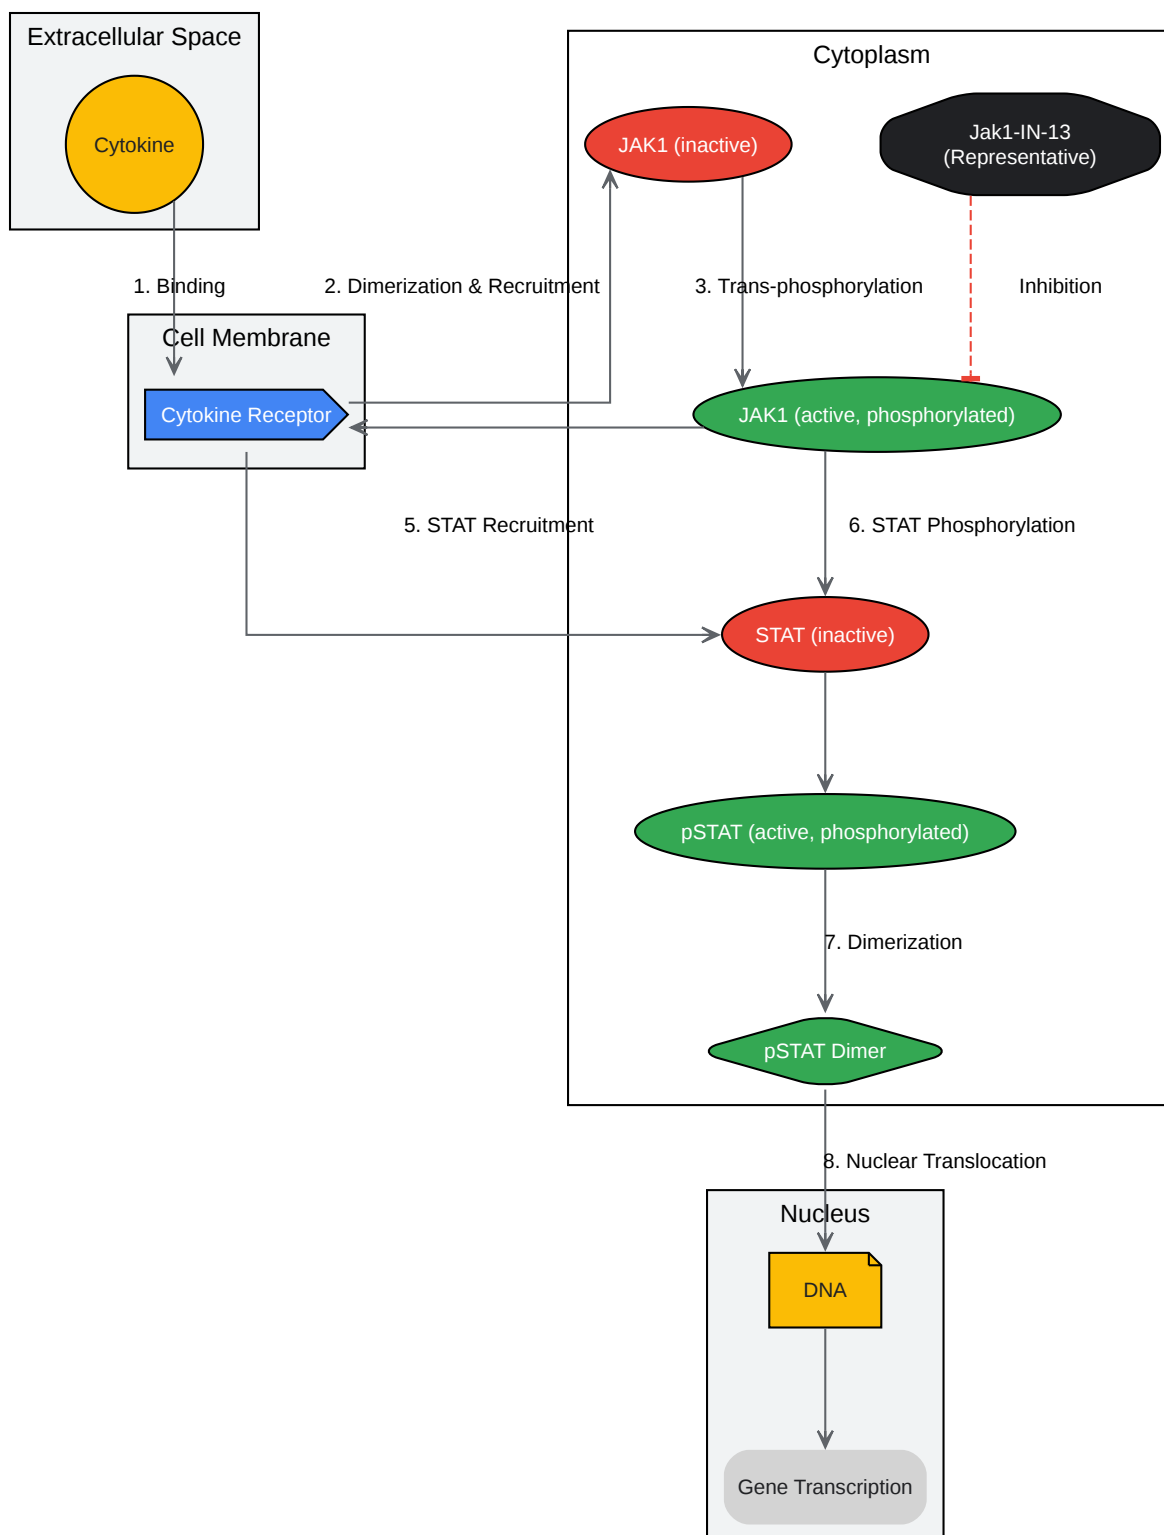 Extracellular Space
Cytoplasm
Cytokine
JAK1 (inactive)
Jak1-IN-13
(Representative)
1. Binding
2. Dimerization & Recruitment
3. Trans-phosphorylation
Inhibition
Cell Membrane
Cytokine Receptor
JAK1 (active, phosphorylated)
5. STAT Recruitment
6. STAT Phosphorylation
STAT (inactive)
pSTAT (active, phosphorylated)
7. Dimerization
pSTAT Dimer
8. Nuclear Translocation
Nucleus
DNA
Gene Transcription